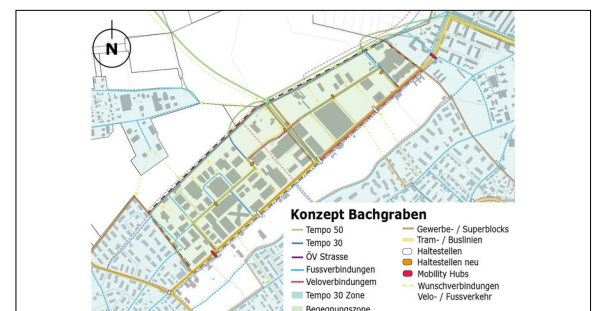 N
Konzept Bachgraben
Tempo 50
Tempo 30
ÖV Strasse
Fussverbindungen
Veloverbindungem
Tempo 30 Zone
Begegnungszone
Gewerbe- / Superblocks
Tram- / Buslinien
Haltestellen
Haltestellen neu
Mobility Hubs
Wunschverbindungen
Velo- / Fussverkehr